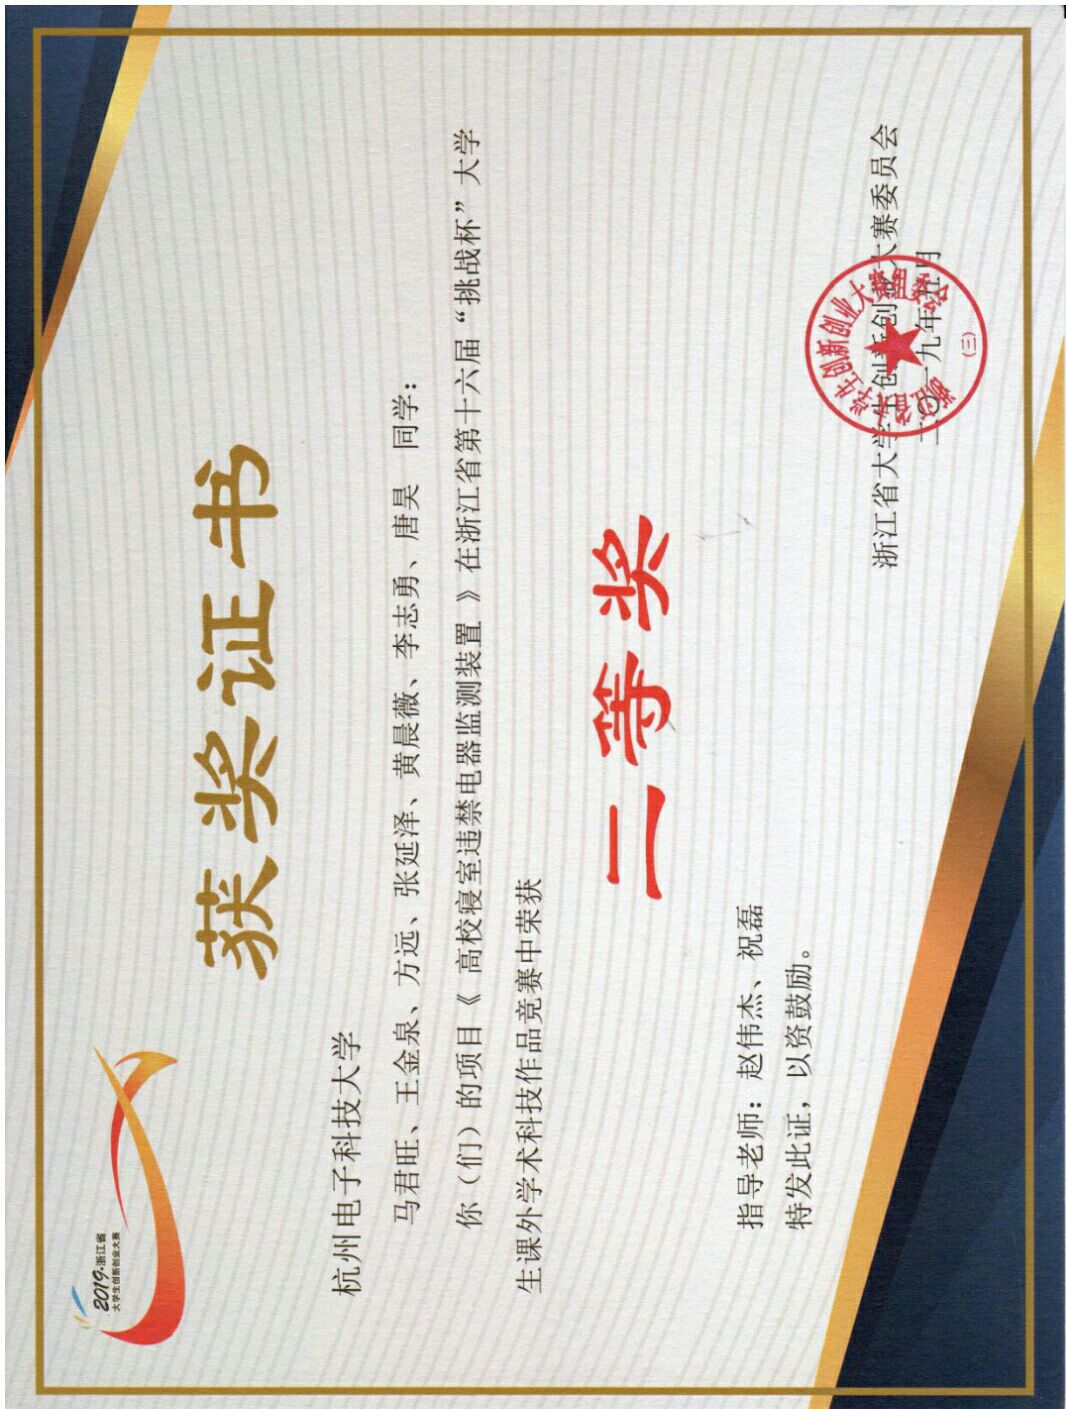 2019·浙江省
大学生创新创业大赛
获奖证书
杭州电子科技大学
马君旺、王金泉、方远、张延泽、黄晨薇、李志勇、唐昊 同学：
你（们）的项目《 高校寝室违禁电器监测装置 》在浙江省第十六届“挑战杯”大学
生课外学术科技作品竞赛中荣获
二等奖
指导老师：赵伟杰、祝磊
特发此证，以资鼓励。
浙江省大学生创新创业大赛委员会
二〇一九年五月
浙江省大学生创新创业大赛组委会
（三）